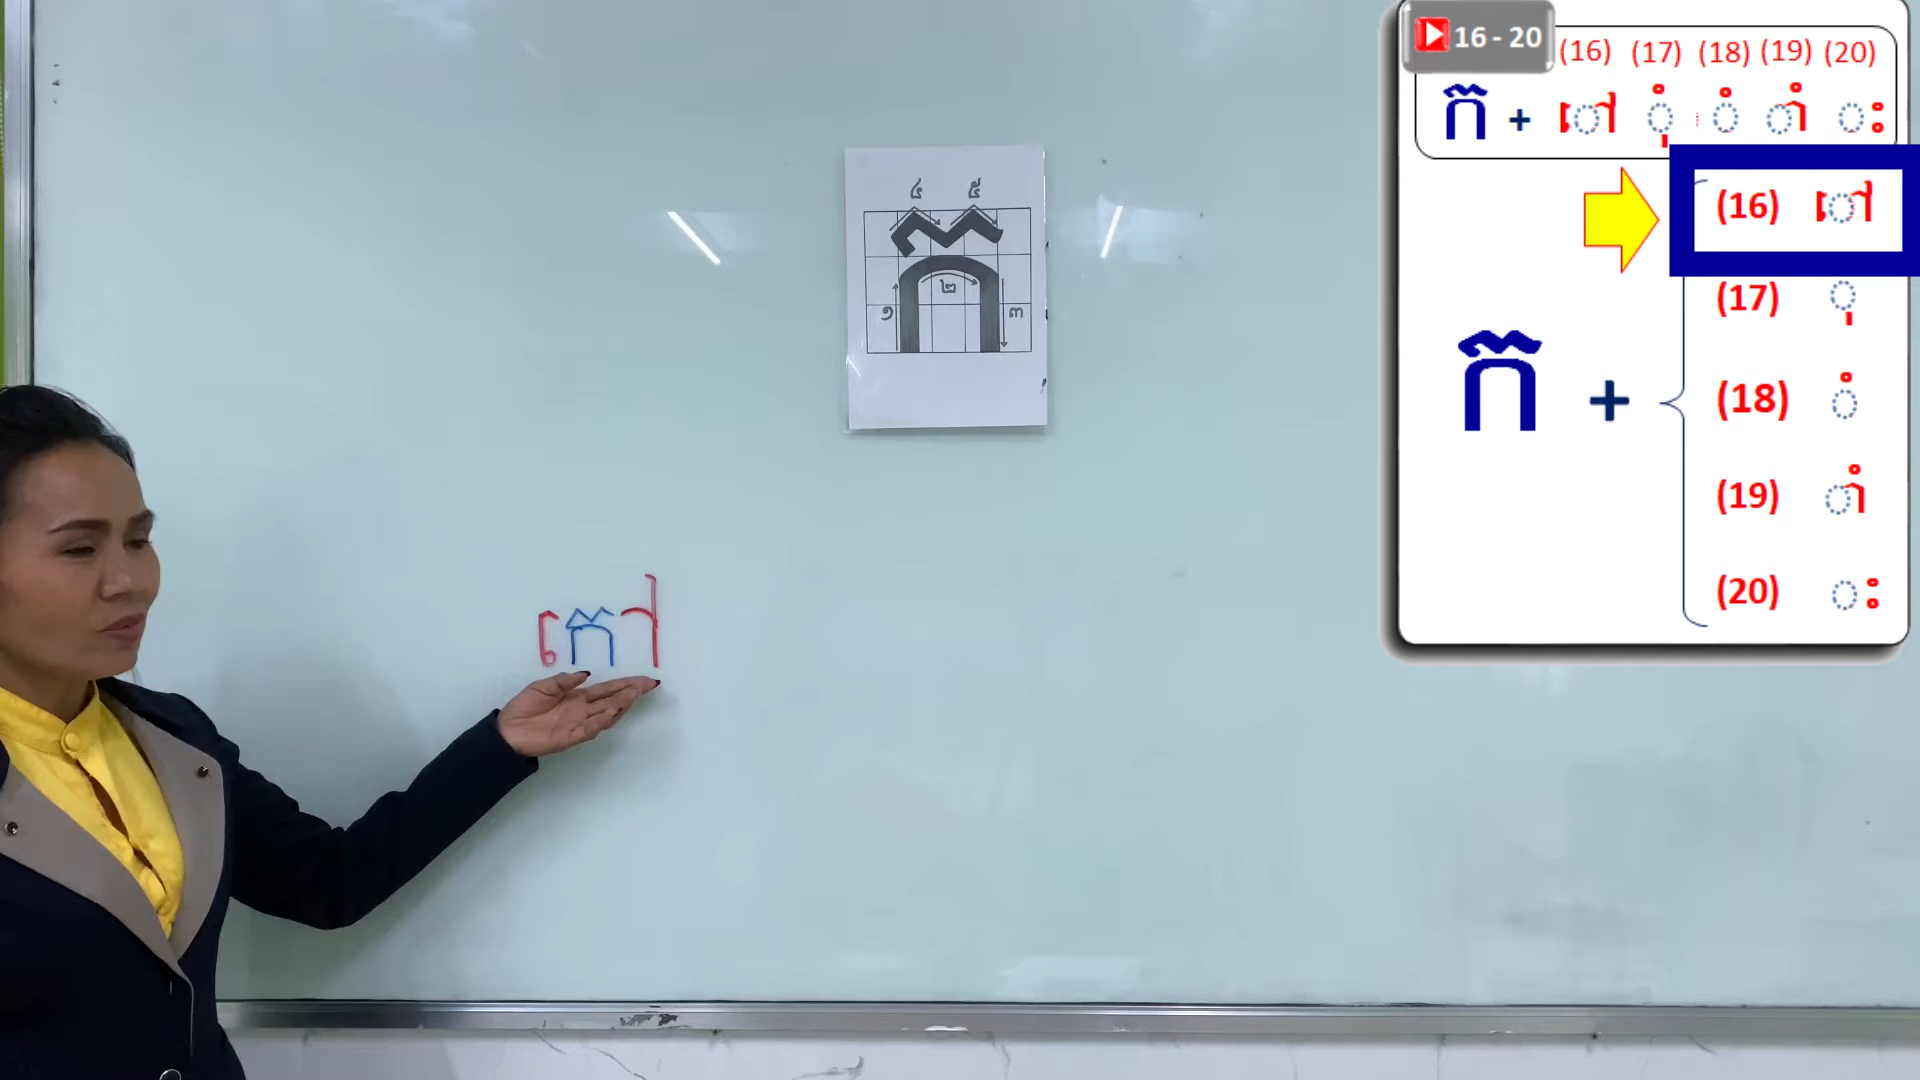 16 - 20
(16) (17) (18) (19) (20)
ក + ៅ ុំ ំ ាំ ះ
(16) ៅ
(17) ុ
(18) ំ
(19) ាំ
(20) ះ
ក +
៤ ៥
ក
១ ២ ៣
កៅ